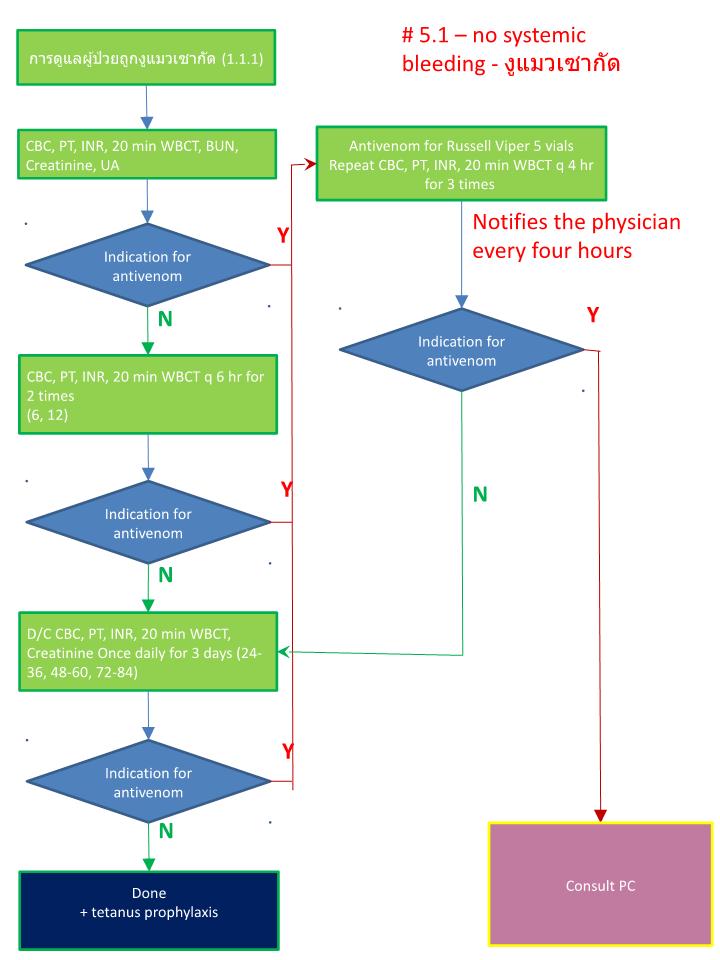 # 5.1 – no systemic
bleeding - งูแมวเซากัด
การดูแลผู้ป่วยถูกงูแมวเซากัด (1.1.1)
CBC, PT, INR, 20 min WBCT, BUN,
Creatinine, UA
Indication for
antivenom
Y
N
CBC, PT, INR, 20 min WBCT q 6 hr for
2 times
(6, 12)
Indication for
antivenom
Y
N
D/C CBC, PT, INR, 20 min WBCT,
Creatinine Once daily for 3 days (24-
36, 48-60, 72-84)
Indication for
antivenom
Y
N
Done
+ tetanus prophylaxis
Antivenom for Russell Viper 5 vials
Repeat CBC, PT, INR, 20 min WBCT q 4 hr
for 3 times
Notifies the physician
every four hours
Indication for
antivenom
Y
N
Consult PC